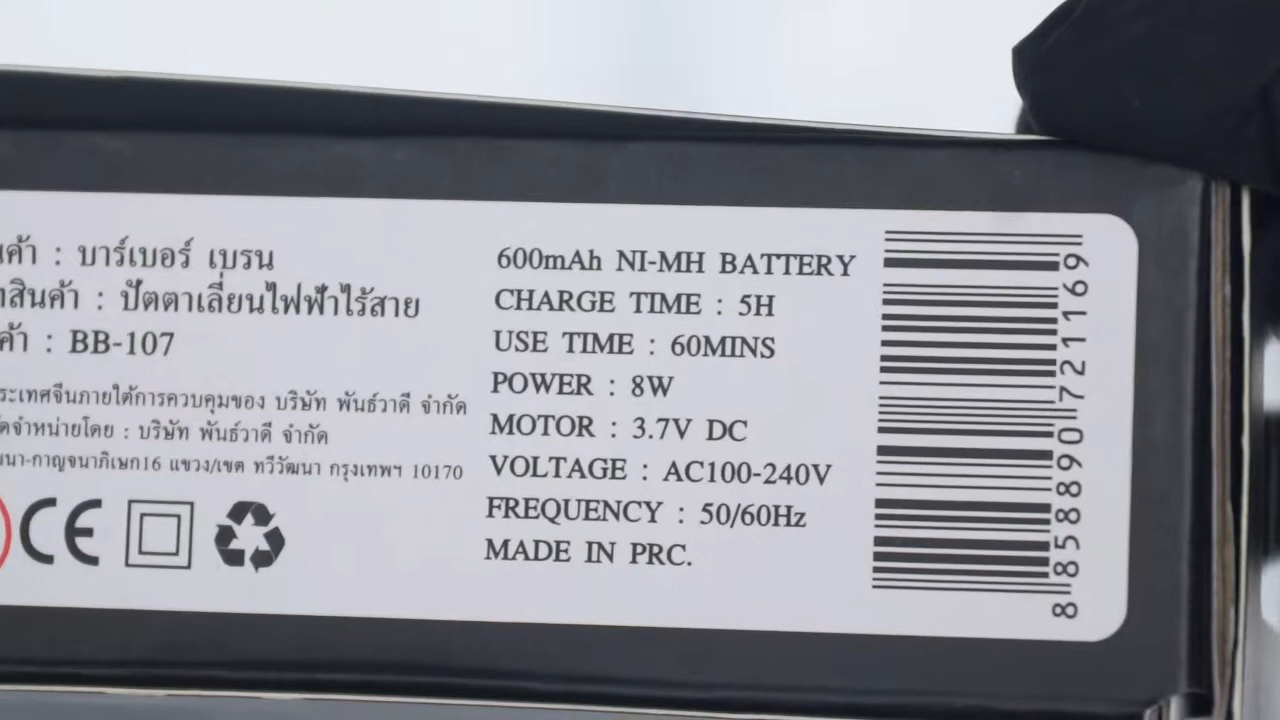 นค้า : บาร์เบอร์ เบรน
สินค้า : ปัตตาเลี่ยนไฟฟ้าไร้สาย
ค้า : BB-107
ระเทศจีนภายใต้การควบคุมของ บริษัท พันธ์วาดี จำกัด
ัดจำหน่ายโดย : บริษัท พันธ์วาดี จำกัด
นา-กาญจนาภิเษก16 แขวง/เขต ทวีวัฒนา กรุงเทพฯ 10170
CE
600mAh NI-MH BATTERY
CHARGE TIME : 5H
USE TIME : 60MINS
POWER : 8W
MOTOR : 3.7V DC
VOLTAGE : AC100-240V
FREQUENCY : 50/60Hz
MADE IN PRC.
8858890721169